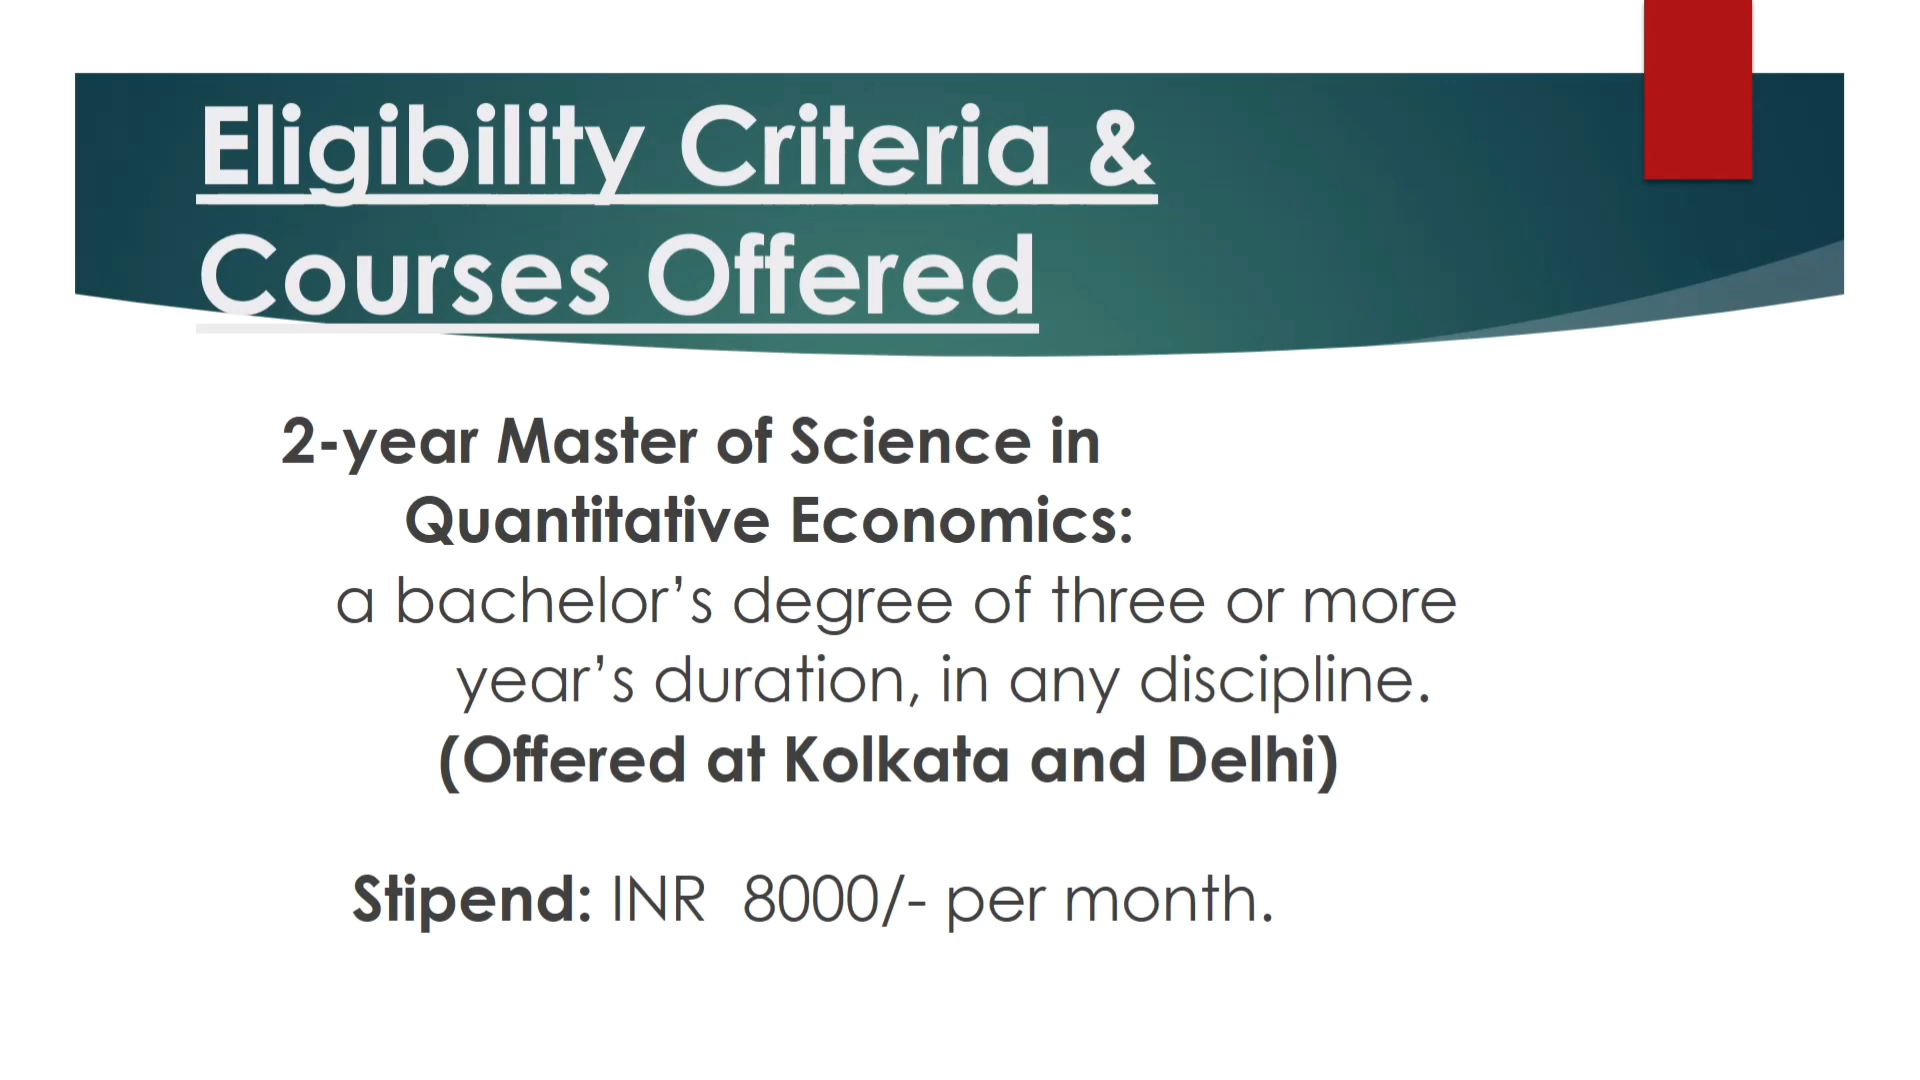 Eligibility Criteria &
Courses Offered
2-year Master of Science in
Quantitative Economics:
a bachelor’s degree of three or more
year’s duration, in any discipline.
(Offered at Kolkata and Delhi)
Stipend: INR  8000/- per month.